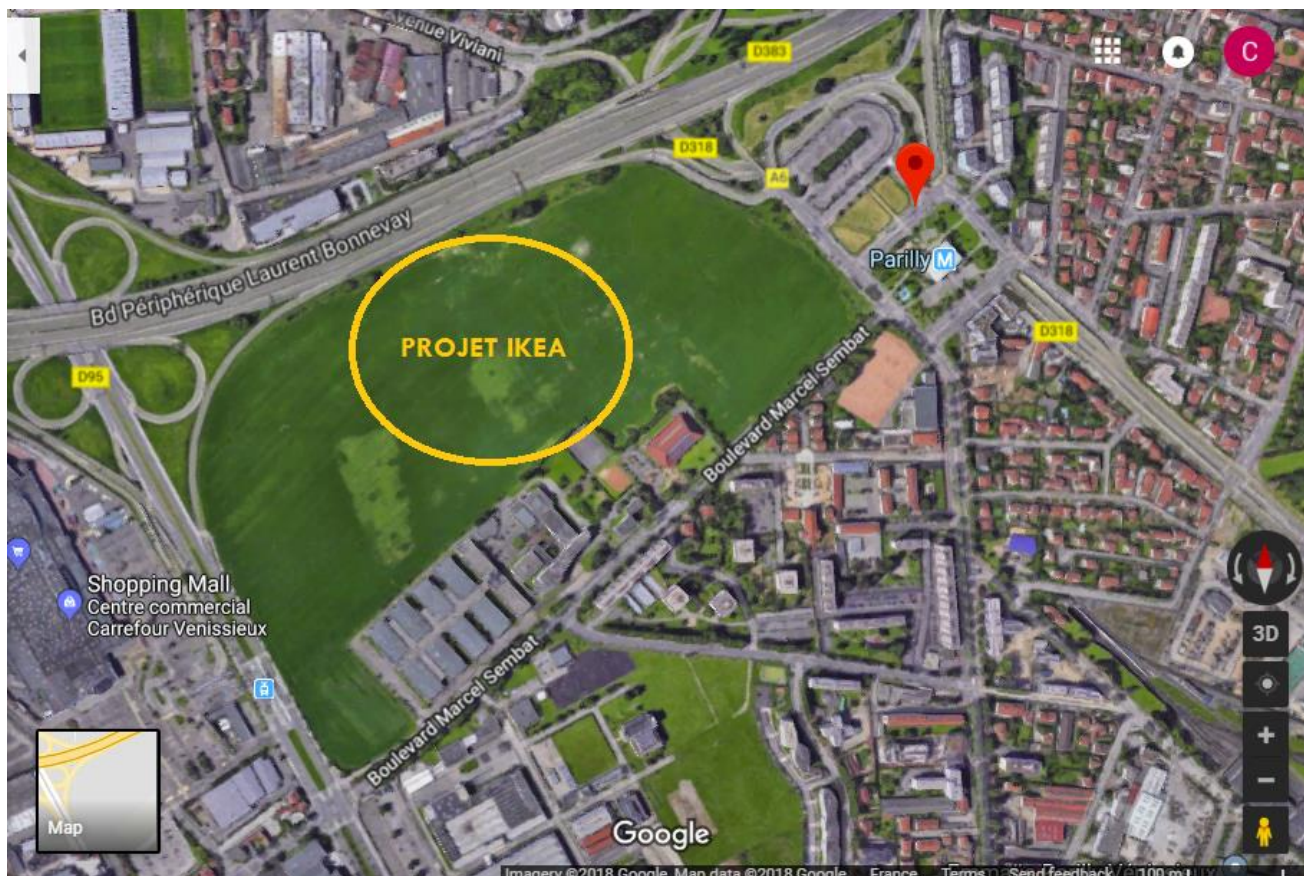 Avenue Viviani
D383
C
D318
A6
Bd Périphérique Laurent Bonnevay
Parilly M
PROJET IKEA
D318
D95
Boulevard Marcel Sembat
Shopping Mall
Centre commercial
Carrefour Venissieux
3D
Boulevard Marcel Sembat
+
−
Map
Google
Imagery ©2018 Google, Map data ©2018 Google France Terms Send feedback 100 m